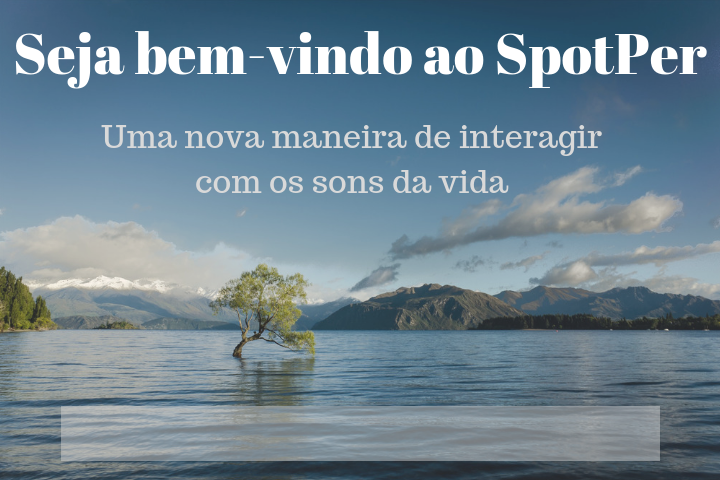 Seja bem-vindo ao SpotPer
Uma nova maneira de interagir
com os sons da vida